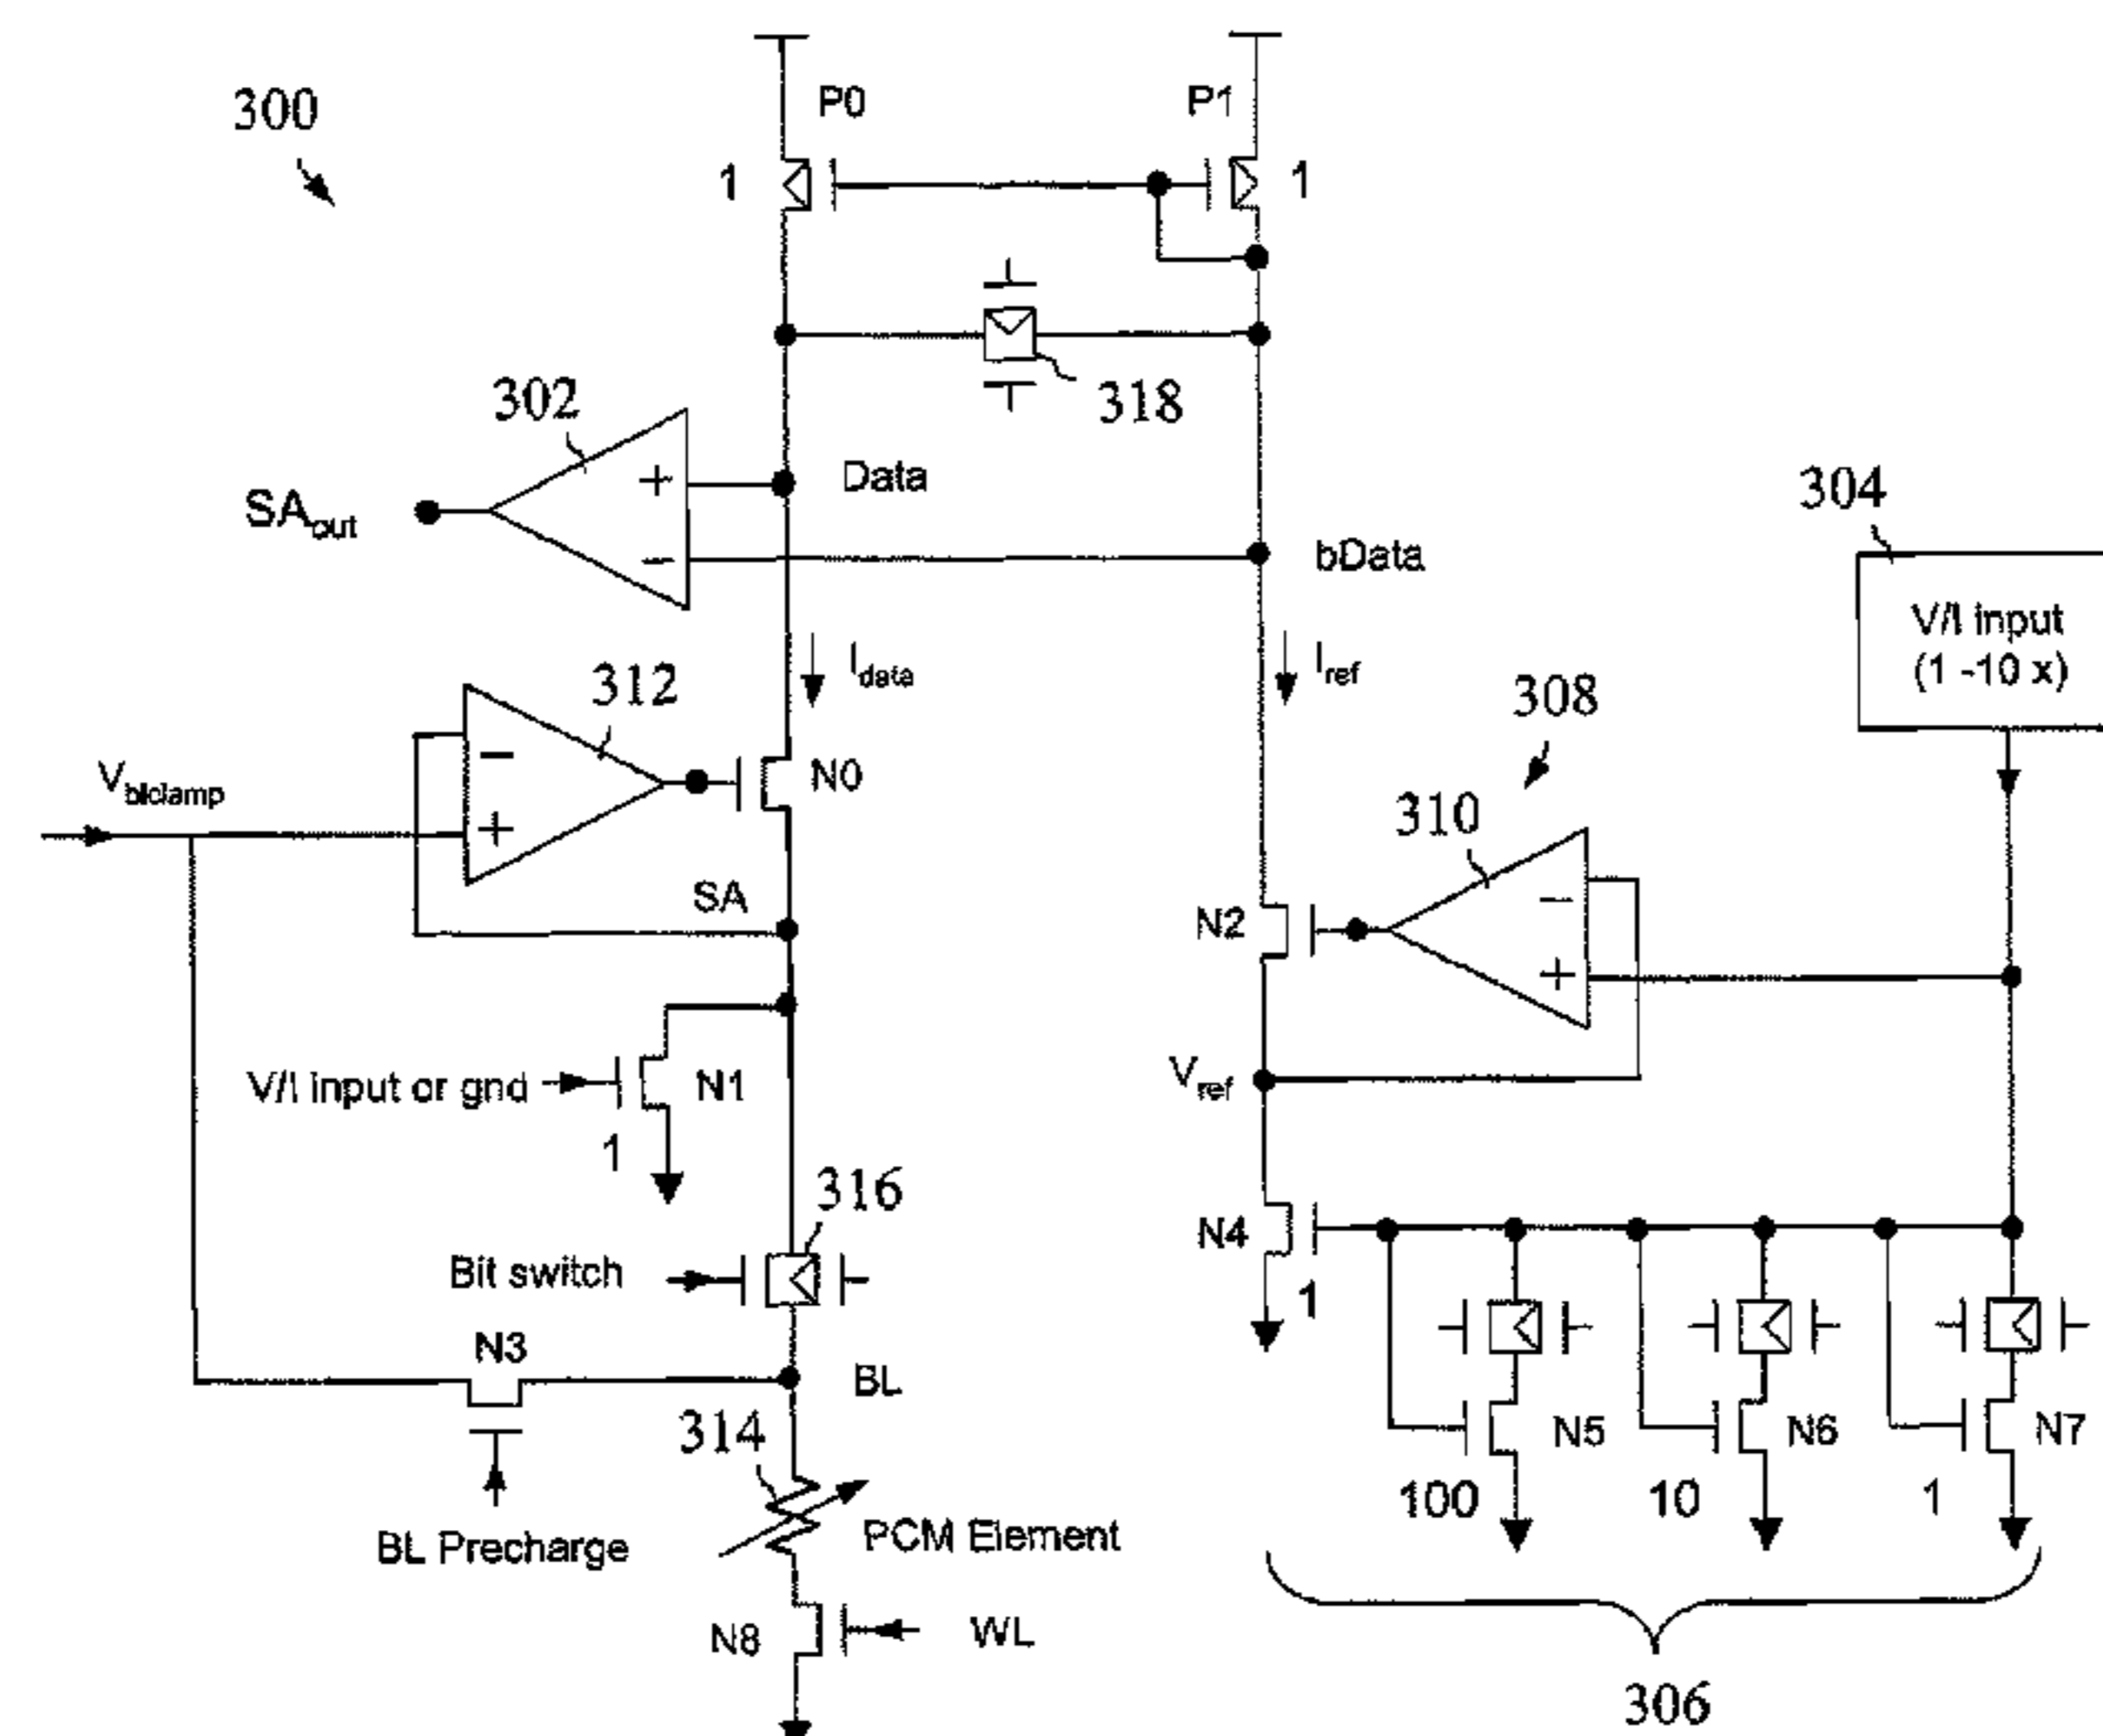 300
P0
P1
1
1
318
302
+
Data
SAout
−
bData
304
V/I input
(1 -10 x)
Idata
Iref
312
308
−
N0
Vblclamp
+
310
SA
−
N2
+
V/I input or gnd
N1
Vref
1
316
N4
Bit switch
1
N3
BL
314
N5
N6
N7
100
10
1
BL Precharge
PCM Element
N8
WL
306